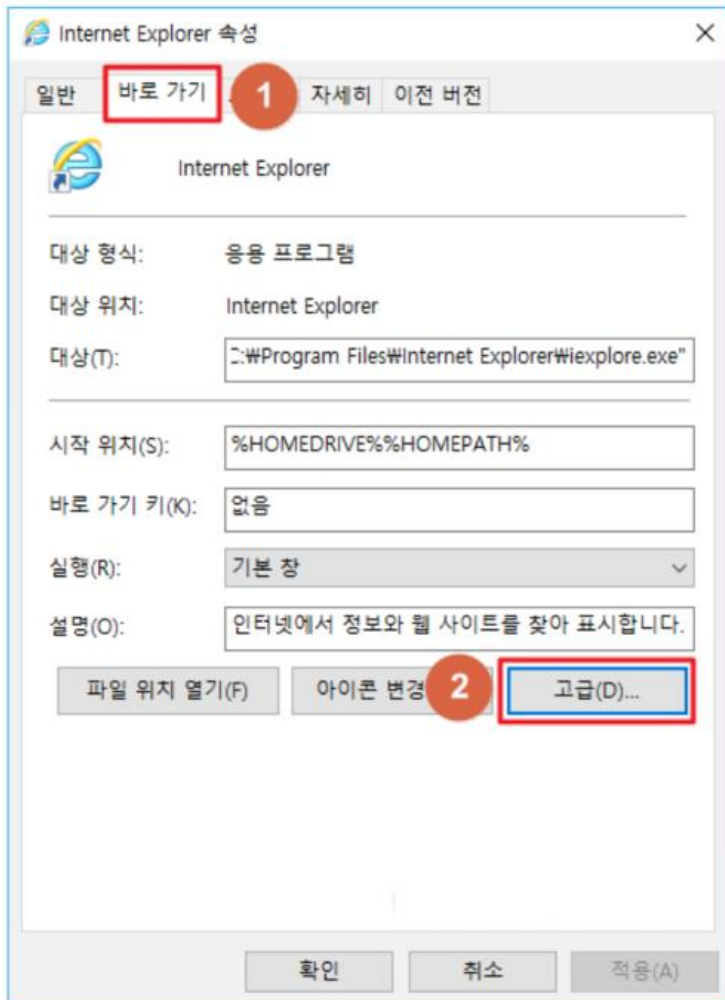 Internet Explorer 속성
일반 바로 가기 1 자세히 이전 버전
Internet Explorer
대상 형식: 응용 프로그램
대상 위치: Internet Explorer
대상(T): C:₩Program Files₩Internet Explorer₩iexplore.exe"
시작 위치(S): %HOMEDRIVE%%HOMEPATH%
바로 가기 키(K): 없음
실행(R): 기본 창
설명(O): 인터넷에서 정보와 웹 사이트를 찾아 표시합니다.
파일 위치 열기(F) 아이콘 변경 2 고급(D)...
확인 취소 적용(A)